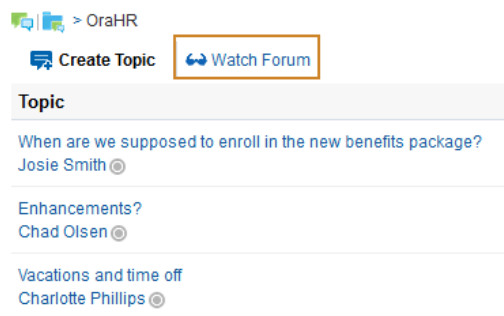 > OraHR
Create Topic Watch Forum
Topic
When are we supposed to enroll in the new benefits package?
Josie Smith
Enhancements?
Chad Olsen
Vacations and time off
Charlotte Phillips